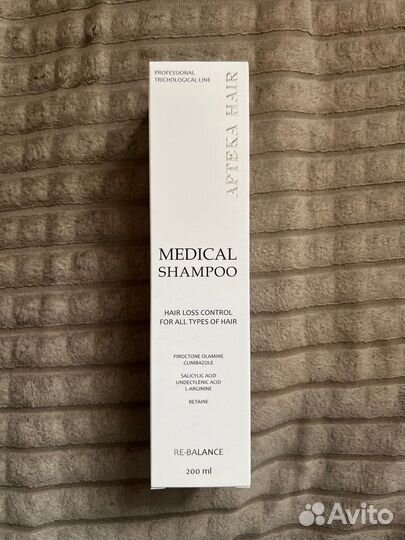 PROFESSIONAL
TRICHOLOGICAL LINE
APTEKA HAIR
MEDICAL
SHAMPOO
HAIR LOSS CONTROL
FOR ALL TYPES OF HAIR
PIROCTONE OLAMINE
CLIMBAZOLE
SALICYLIC ACID
UNDECYLENIC ACID
L-ARGININE
BETAINE
RE-BALANCE
200 ml
Avito